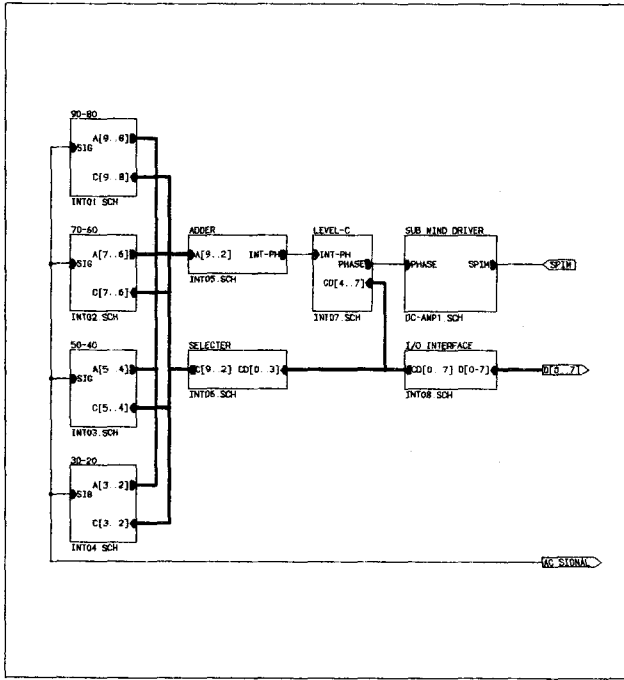 90-80
A[9..8]
SIG
C[9..8]
INT01.SCH
70-60
A[7..6]
SIG
C[7..6]
INT02.SCH
50-40
A[5..4]
SIG
C[5..4]
INT03.SCH
30-20
A[3..2]
SIG
C[3..2]
INT04.SCH
ADDER
A[9..2] INT-PH
INT05.SCH
SELECTER
C[9..2] CD[0..3]
INT06.SCH
LEVEL-C
INT-PH
PHASE
CD[4..7]
INT07.SCH
SUB WIND DRIVER
PHASE SPIM
DC-AMP1.SCH
I/O INTERFACE
CD[0..7] D[0-7]
INT08.SCH
SPIM
D[0..7]
AC SIGNAL